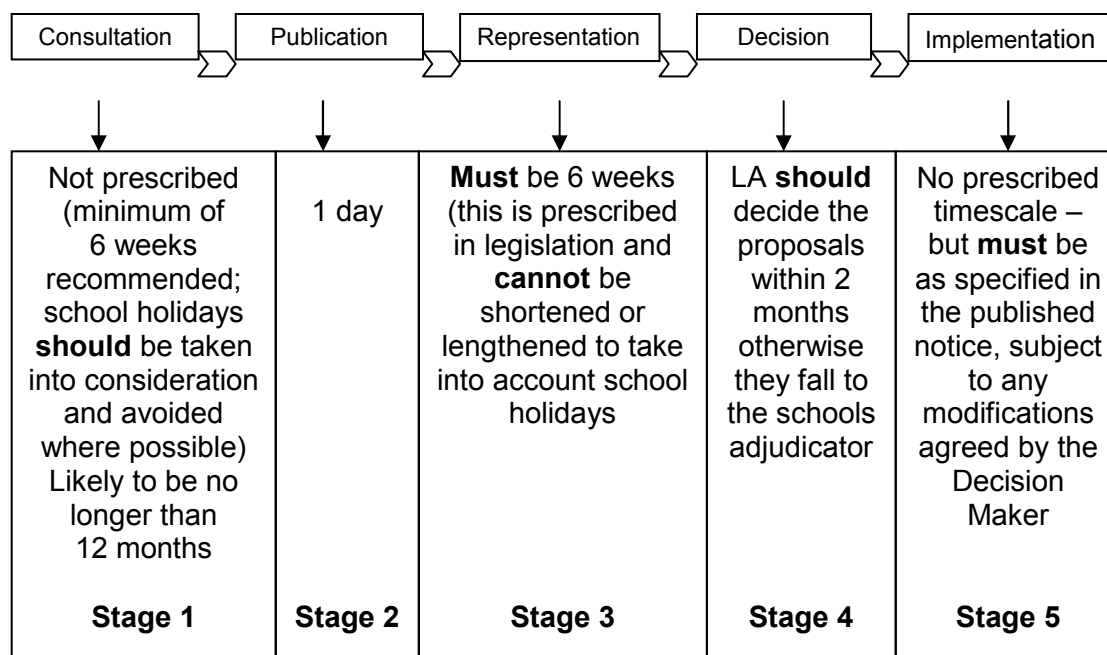 Consultation
Publication
Representation
Decision
Implementation
Not prescribed
(minimum of
6 weeks
recommended;
school holidays
should be taken
into consideration
and avoided
where possible)
Likely to be no
longer than
12 months
Stage 1
1 day
Stage 2
Must be 6 weeks
(this is prescribed
in legislation and
cannot be
shortened or
lengthened to take
into account school
holidays
Stage 3
LA should
decide the
proposals
within 2
months
otherwise
they fall to
the schools
adjudicator
Stage 4
No prescribed
timescale –
but must be
as specified in
the published
notice, subject
to any
modifications
agreed by the
Decision
Maker
Stage 5